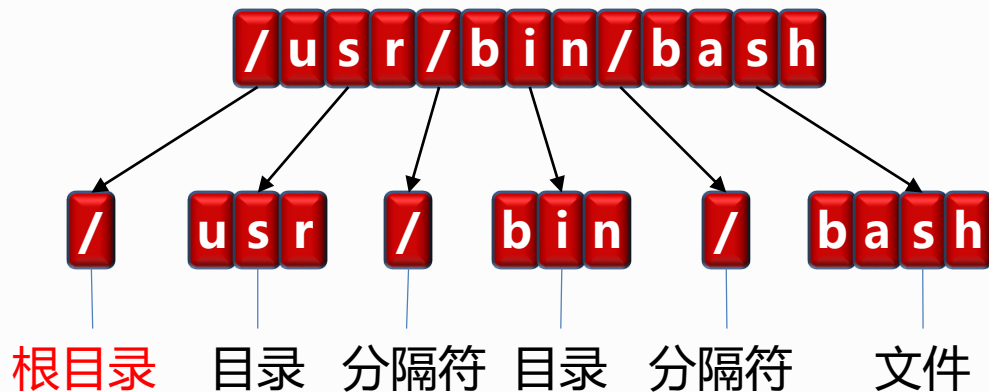 /usr/bin/bash
/ usr / bin / bash
根目录 目录 分隔符 目录 分隔符 文件